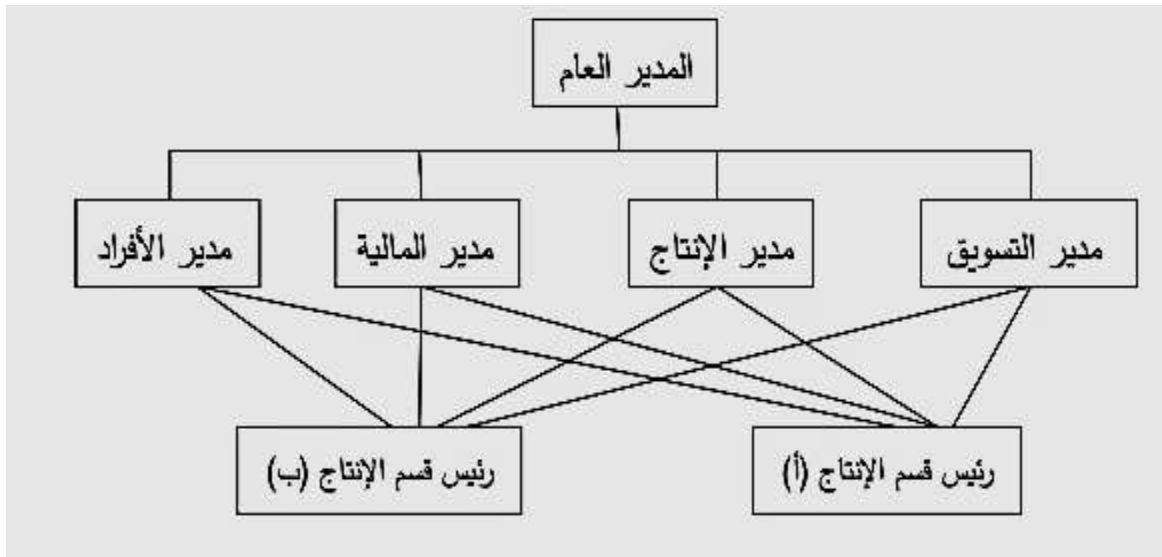 المدير العام
مدير التسويق
مدير الإنتاج
مدير المالية
مدير الأفراد
رئيس قسم الإنتاج (أ)
رئيس قسم الإنتاج (ب)